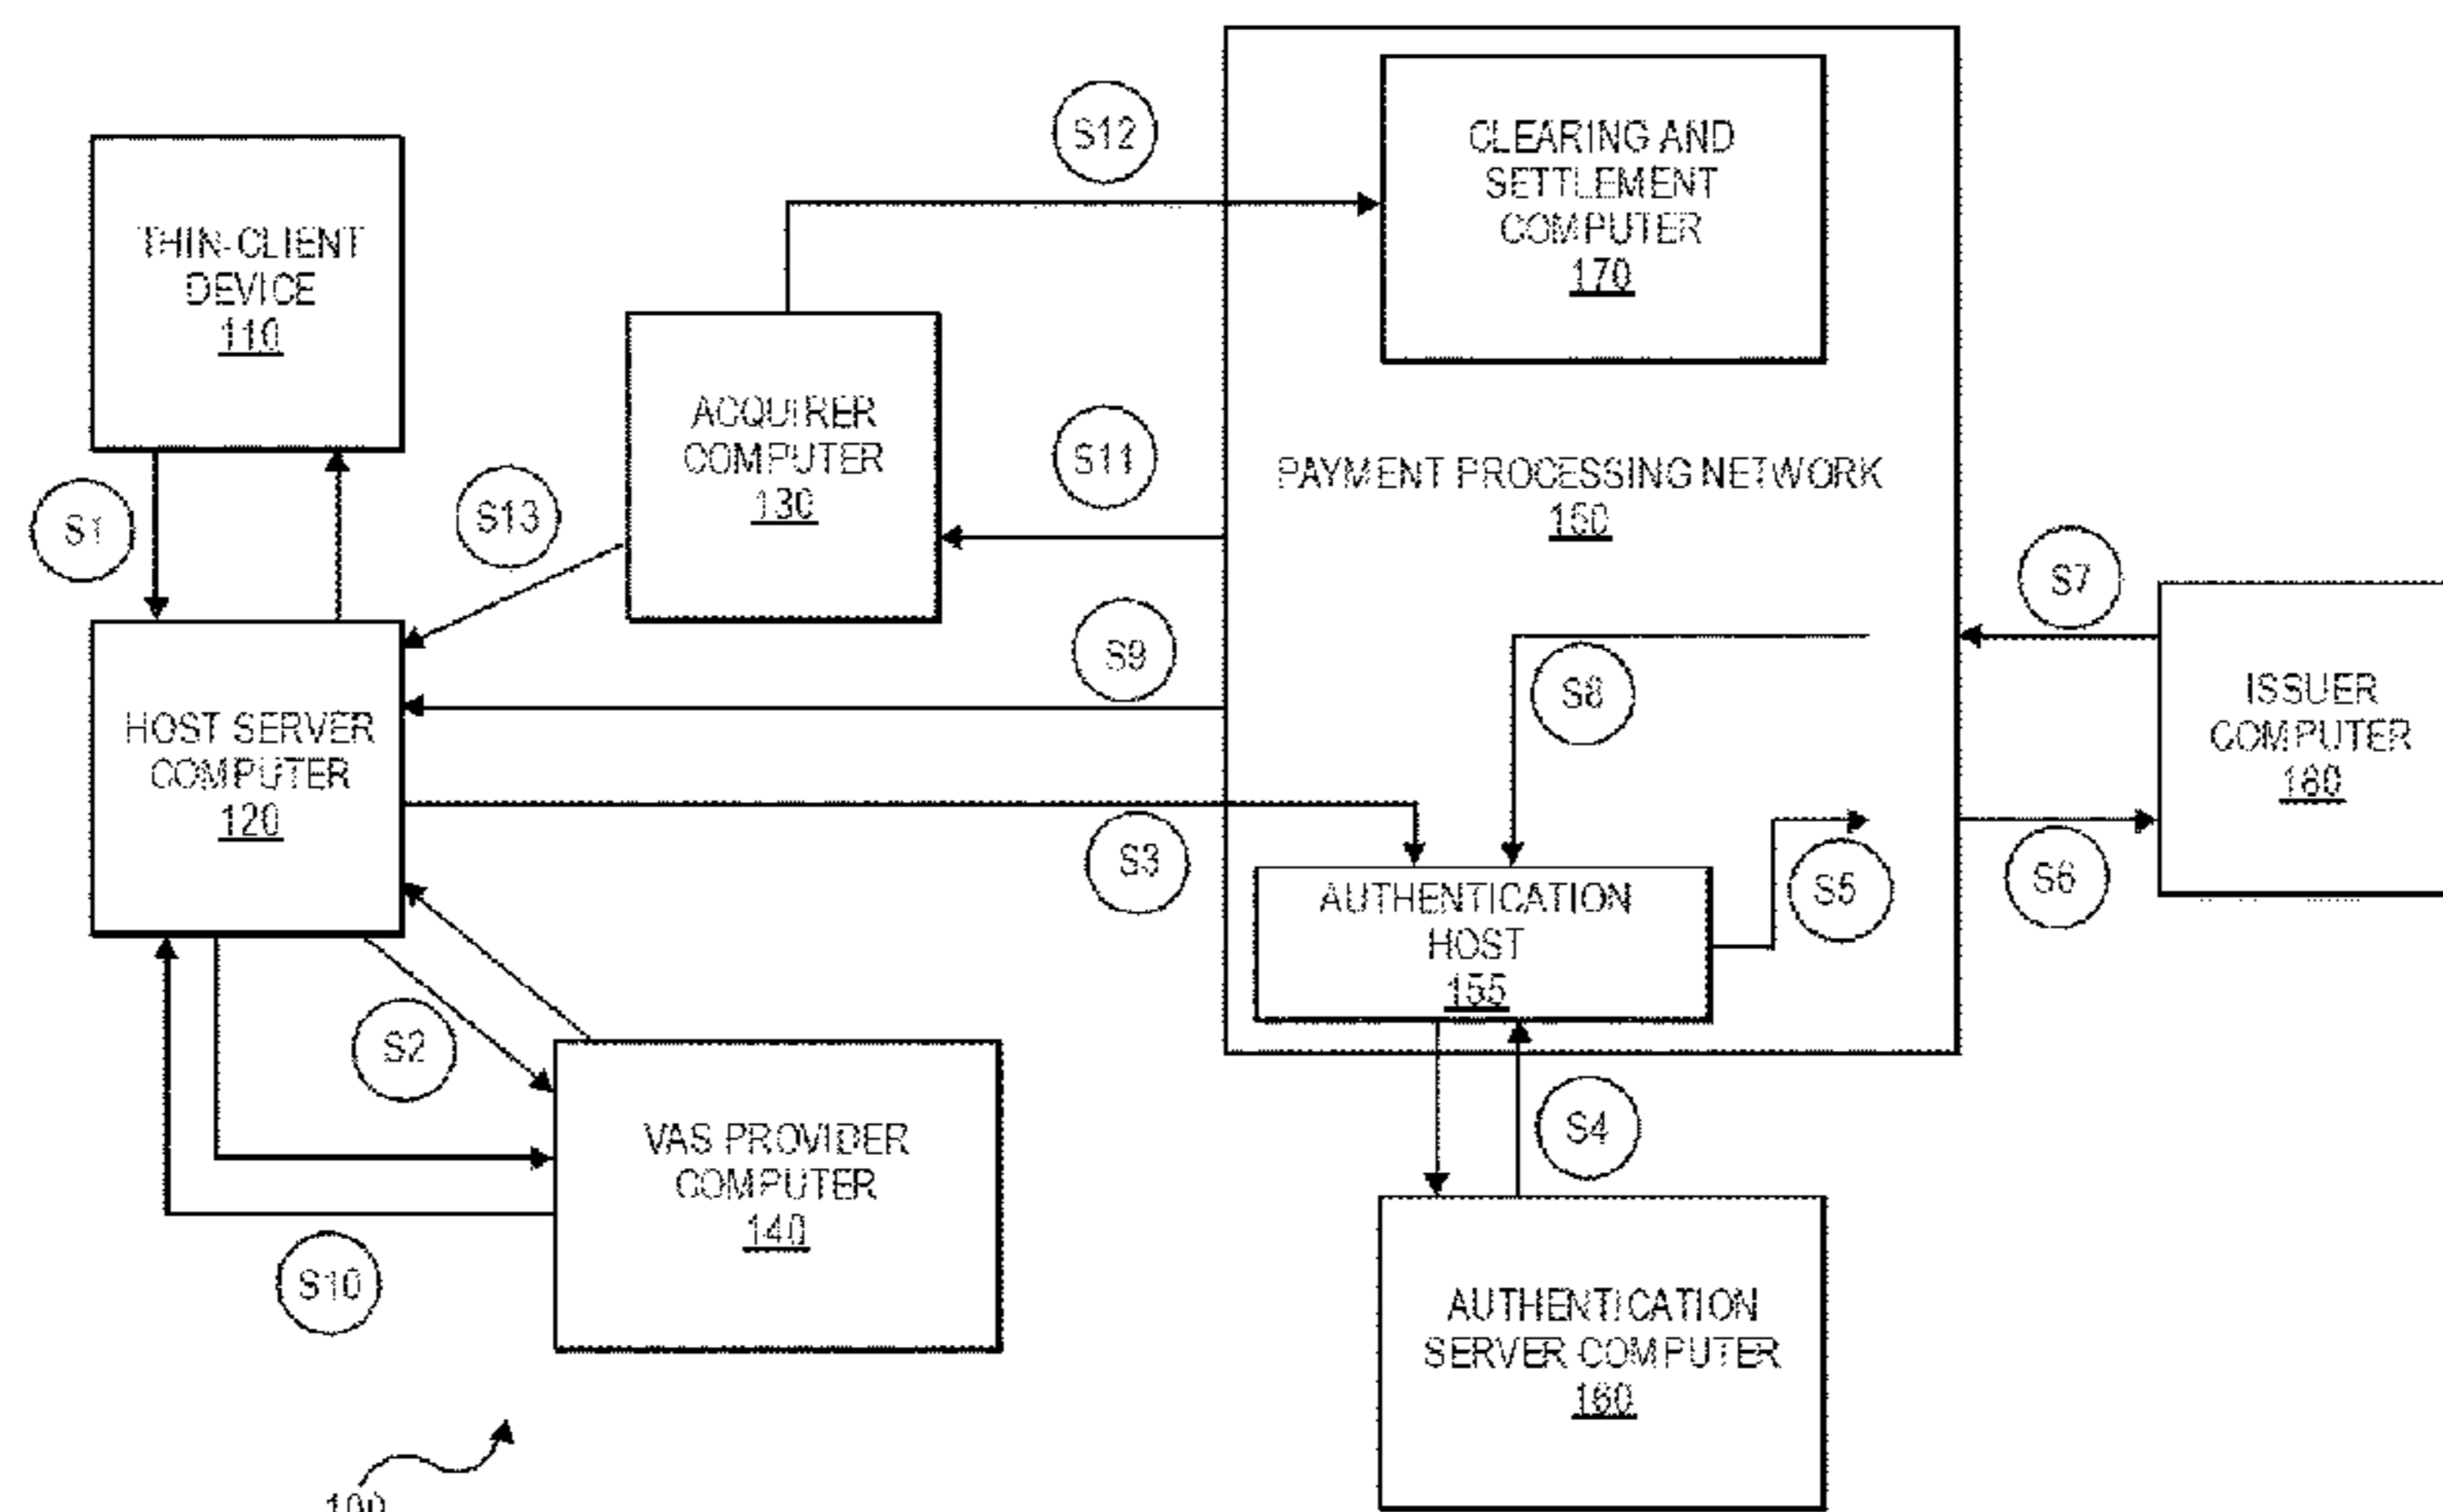 S12
CLEARING AND
SETTLEMENT
COMPUTER
170
THIN-CLIENT
DEVICE
110
ACQUIRER
COMPUTER
130
S11
PAYMENT PROCESSING NETWORK
150
S1
S13
S7
S9
S8
ISSUER
COMPUTER
HOST SERVER
COMPUTER
120
S3
AUTHENTICATION
HOST
155
S5
S6
S2
S4
VAS PROVIDER
COMPUTER
140
S10
AUTHENTICATION
SERVER COMPUTER
160
100